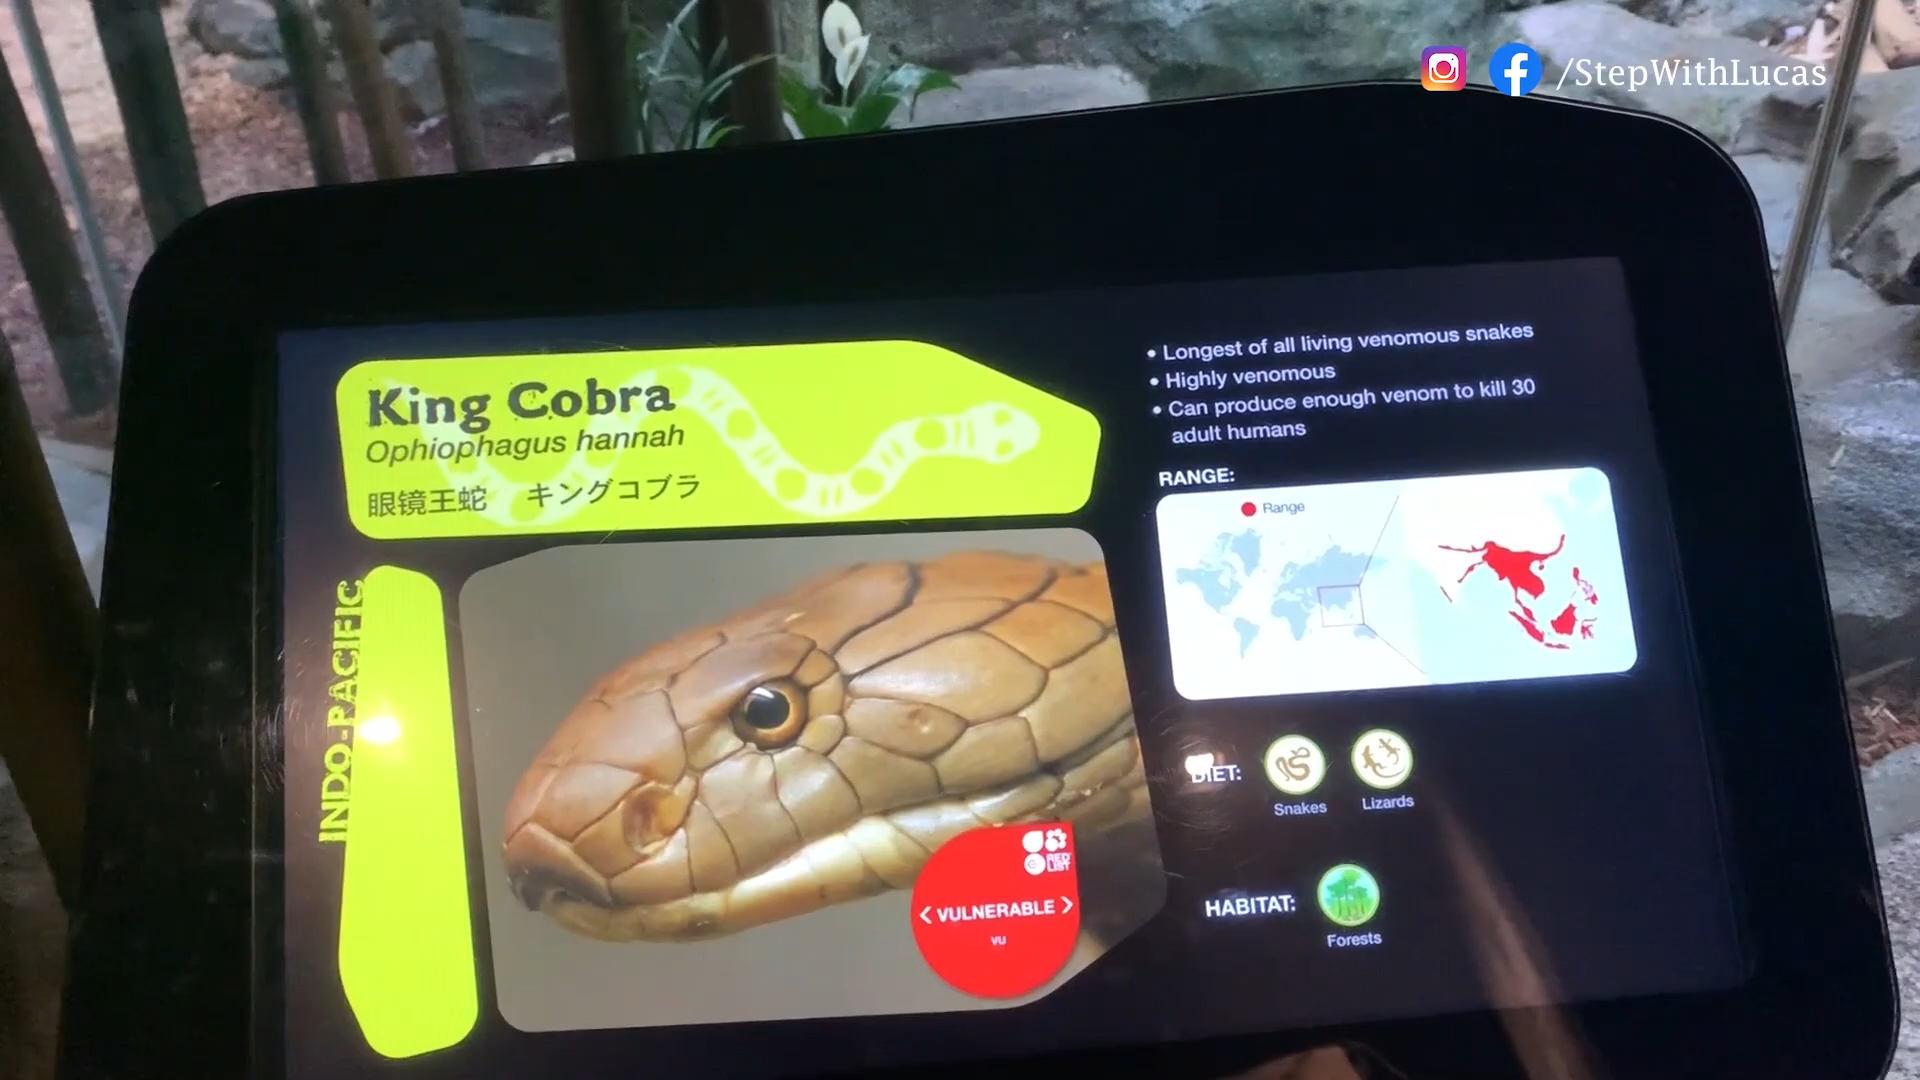 /StepWithLucas
King Cobra
Ophiophagus hannah
眼镜王蛇 キングコブラ
INDO-PACIFIC
RED LIST
< VULNERABLE >
VU
• Longest of all living venomous snakes
• Highly venomous
• Can produce enough venom to kill 30
adult humans
RANGE:
Range
DIET:
Snakes
Lizards
HABITAT:
Forests